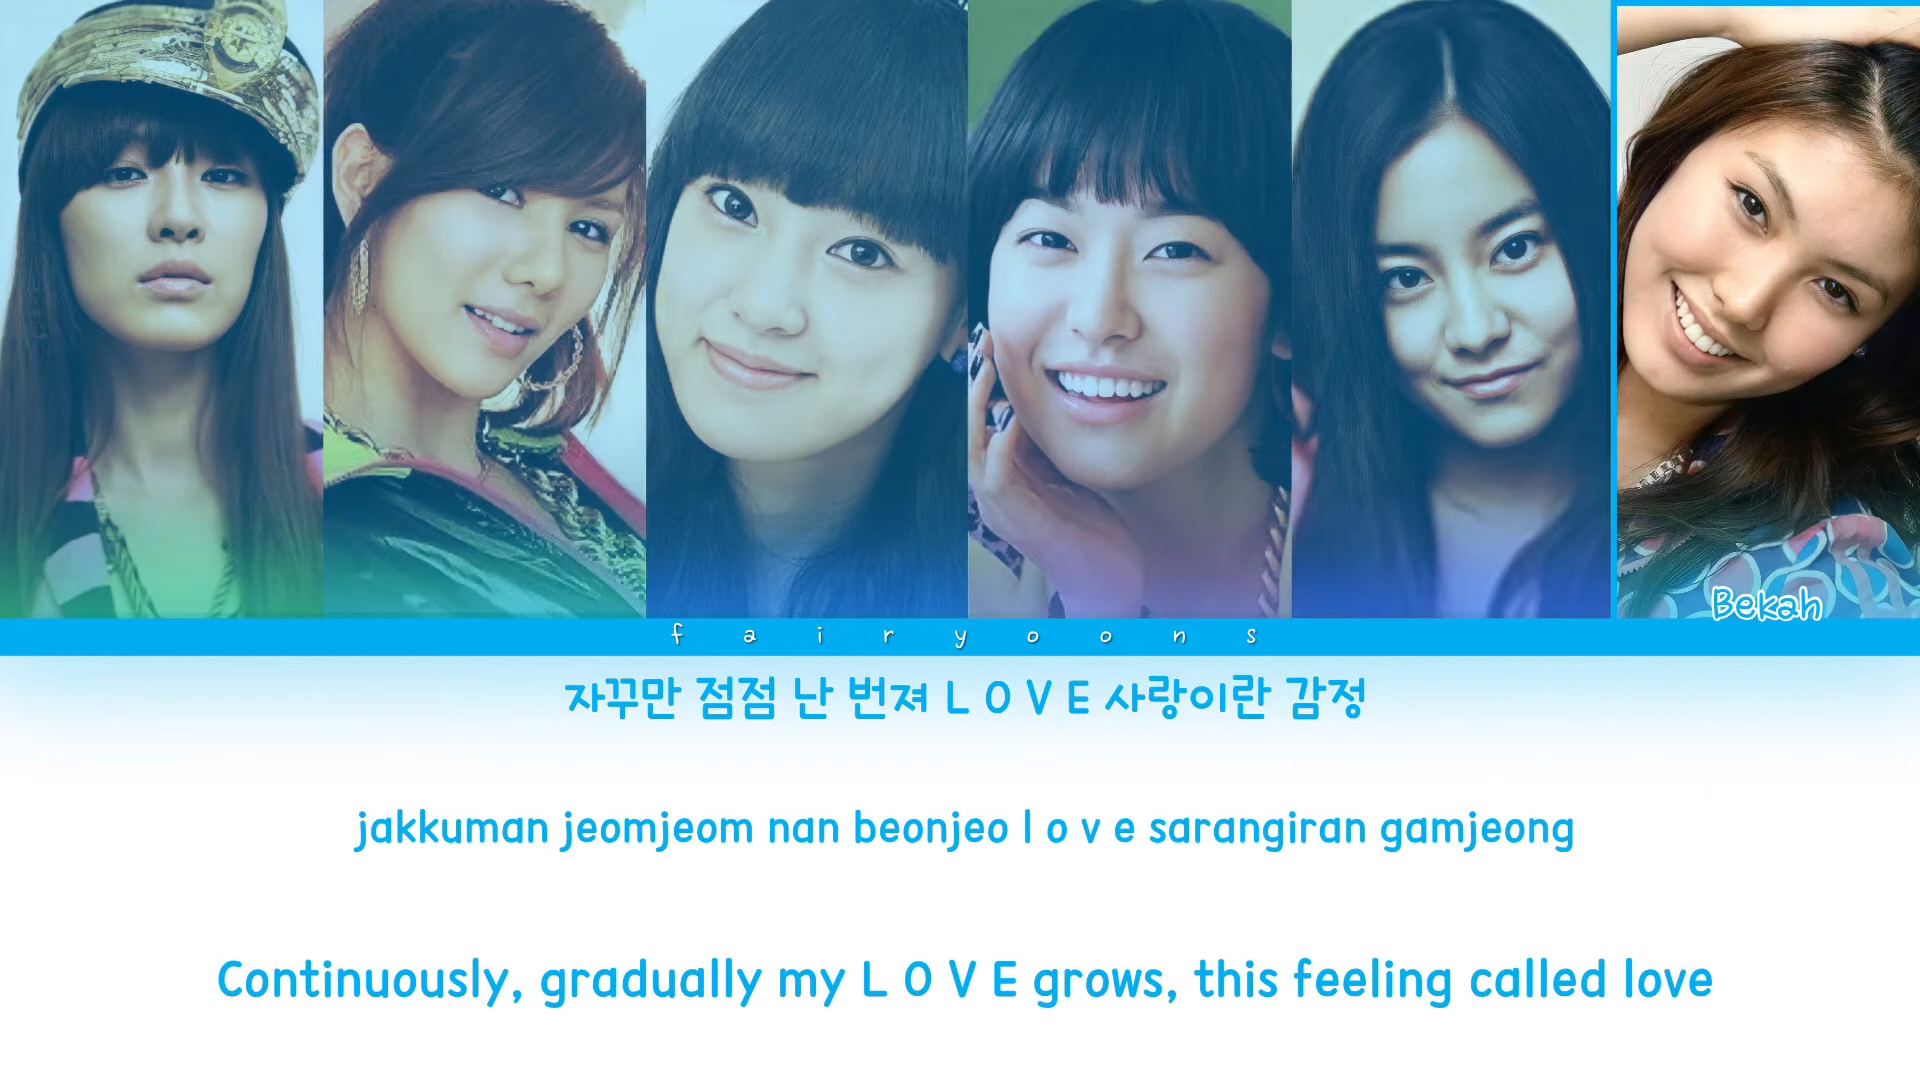 Bekah
f a i r y o o n s
자꾸만 점점 난 번져 L O V E 사랑이란 감정
jakkuman jeomjeom nan beonjeo l o v e sarangiran gamjeong
Continuously, gradually my L O V E grows, this feeling called love